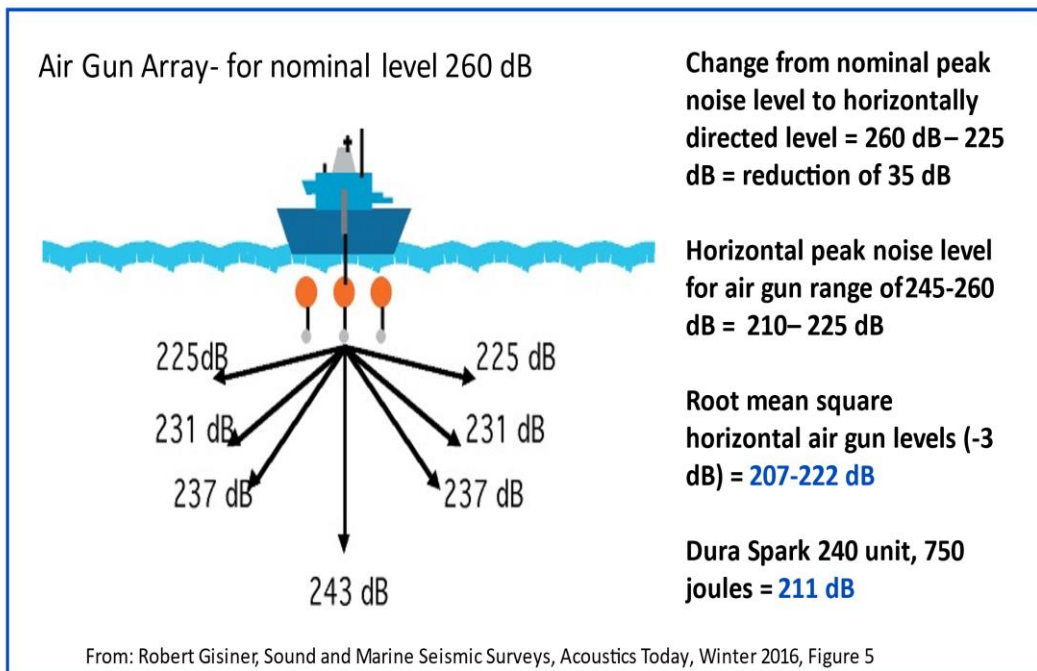 Air Gun Array- for nominal level 260 dB
225dB
225 dB
231 dB
231 dB
237 dB
237 dB
243 dB
Change from nominal peak
noise level to horizontally
directed level = 260 dB– 225
dB = reduction of 35 dB
Horizontal peak noise level
for air gun range of245-260
dB =  210– 225 dB
Root mean square
horizontal air gun levels (-3
dB) = 207-222 dB
Dura Spark 240 unit, 750
joules = 211 dB
From: Robert Gisiner, Sound and Marine Seismic Surveys, Acoustics Today, Winter 2016, Figure 5